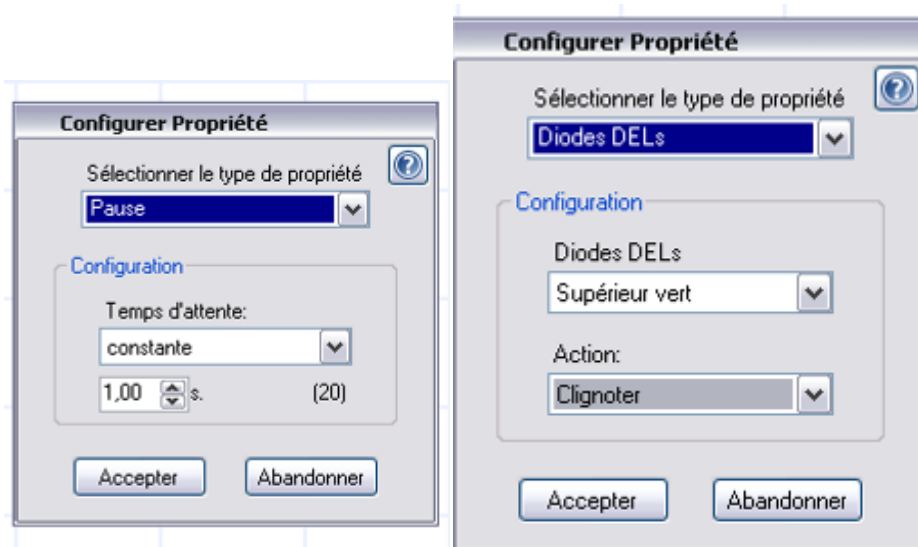 Configurer Propriété
Sélectionner le type de propriété
Pause
Configuration
Temps d'attente:
constante
1,00 s. (20)
Accepter Abandonner
Configurer Propriété
Sélectionner le type de propriété
Diodes DELs
Configuration
Diodes DELs
Supérieur vert
Action:
Clignoter
Accepter Abandonner